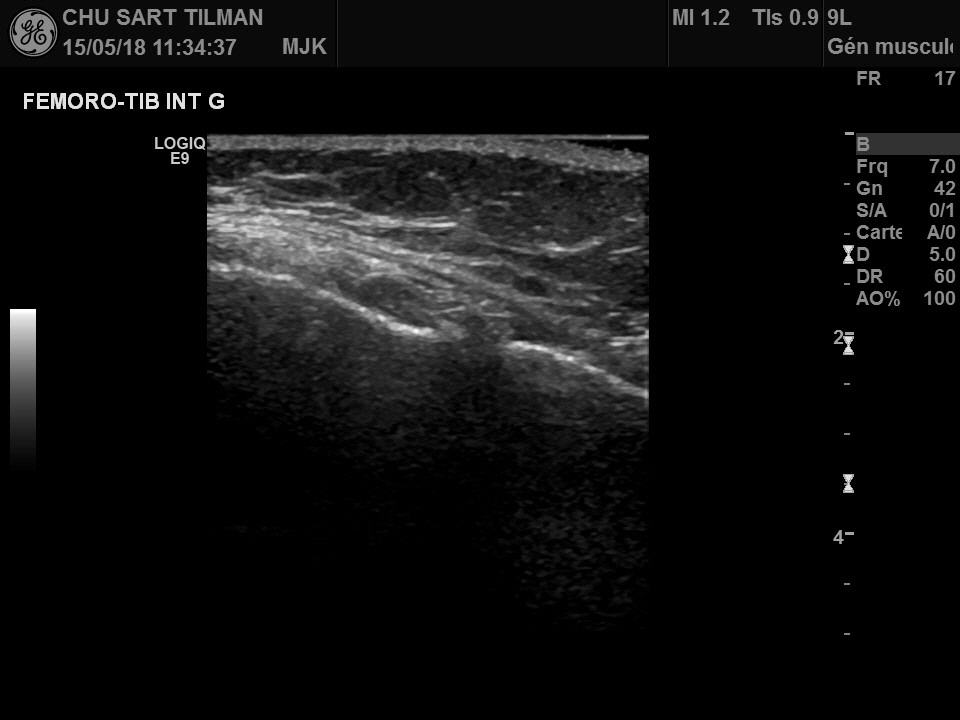 GE
CHU SART TILMAN
15/05/18 11:34:37 MJK
MI 1.2 TIs 0.9
9L
Gén muscul
FEMORO-TIB INT G
LOGIQ
E9
FR 17
B
Frq 7.0
Gn 42
S/A 0/1
Carte A/0
D 5.0
DR 60
AO% 100
2
4